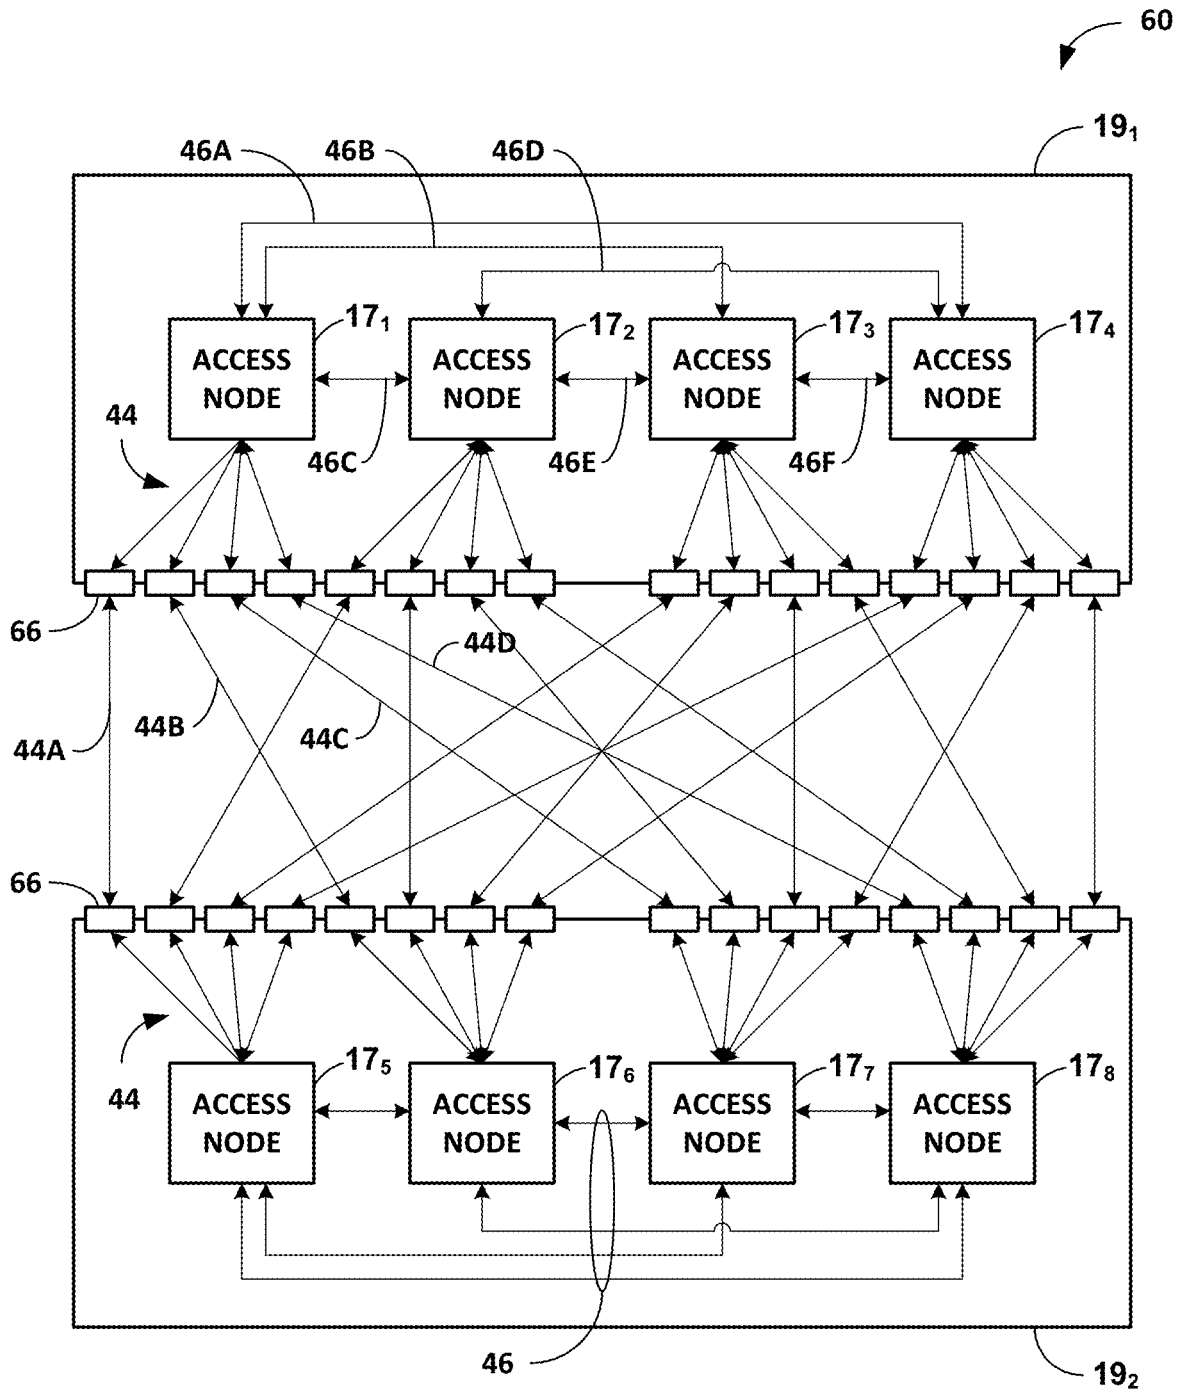 60
19₁
46A
46B
46D
17₁
17₂
17₃
17₄
ACCESS
NODE
ACCESS
NODE
ACCESS
NODE
ACCESS
NODE
44
46C
46E
46F
66
44D
44B
44C
44A
66
44
17₅
17₆
17₇
17₈
ACCESS
NODE
ACCESS
NODE
ACCESS
NODE
ACCESS
NODE
46
19₂